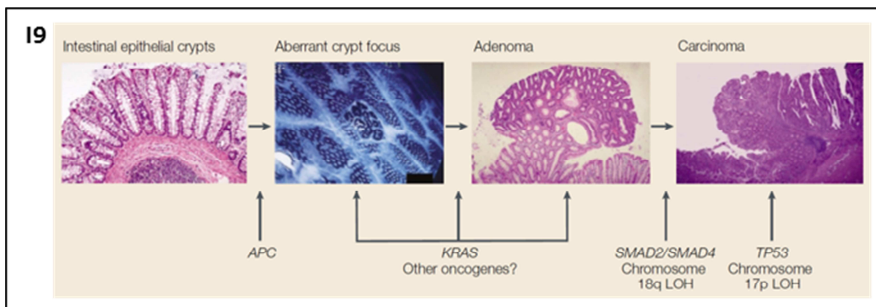 I9
Intestinal epithelial crypts
Aberrant crypt focus
Adenoma
Carcinoma
APC
KRAS
Other oncogenes?
SMAD2/SMAD4
Chromosome
18q LOH
TP53
Chromosome
17p LOH